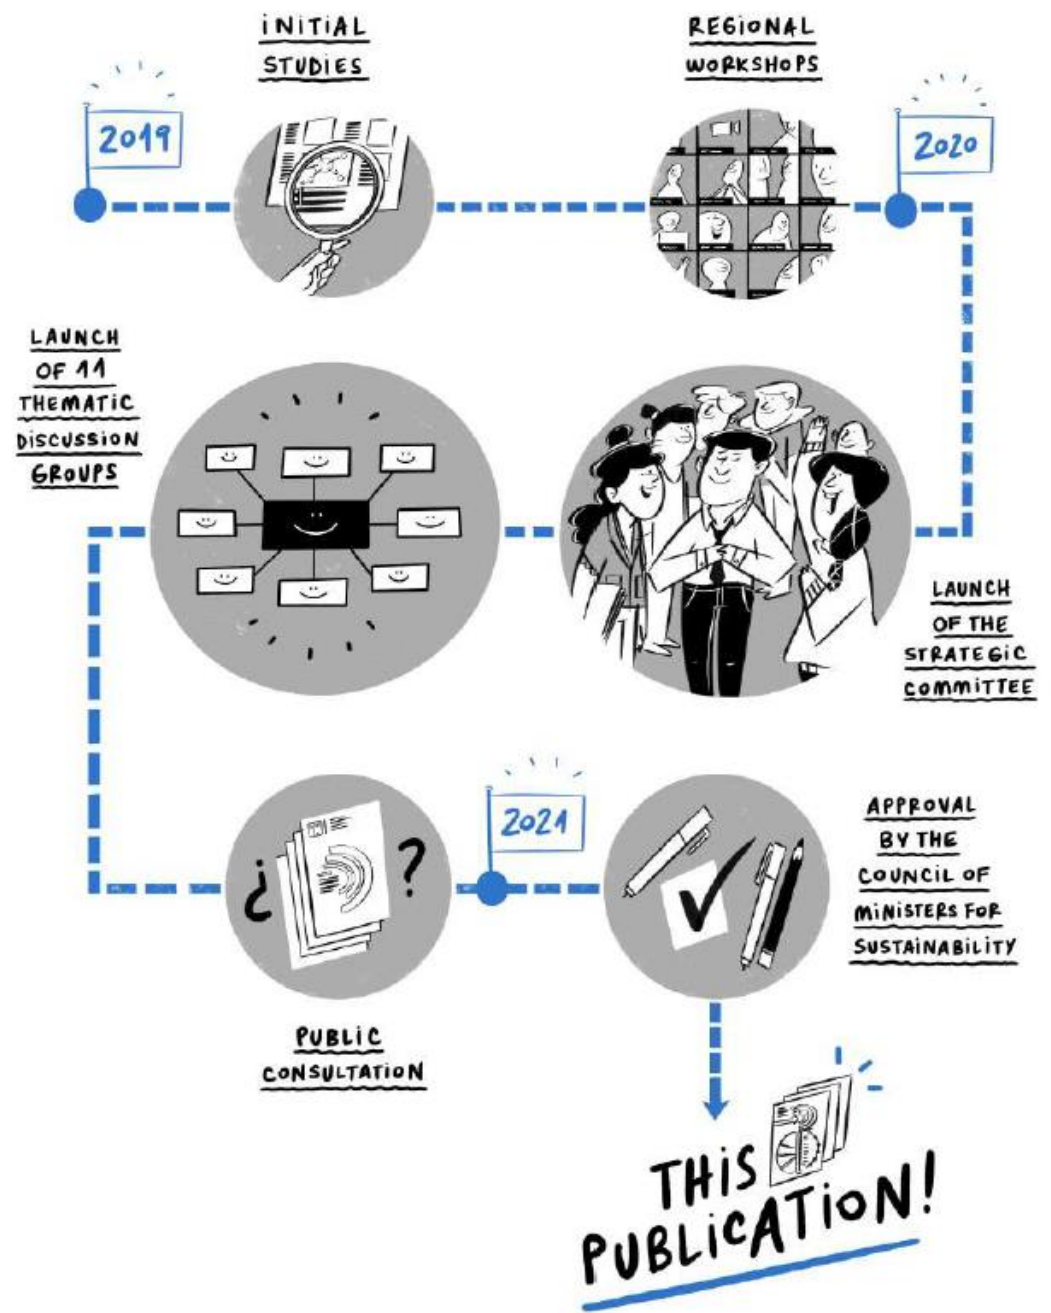 INITIAL
STUDIES
REGIONAL
WORKSHOPS
2019
2020
LAUNCH
OF 11
THEMATIC
DISCUSSION
GROUPS
LAUNCH
OF THE
STRATEGIC
COMMITTEE
2021
APPROVAL
BY THE
COUNCIL OF
MINISTERS FOR
SUSTAINABILITY
¿ ?
PUBLIC
CONSULTATION
THIS
PUBLICATION!